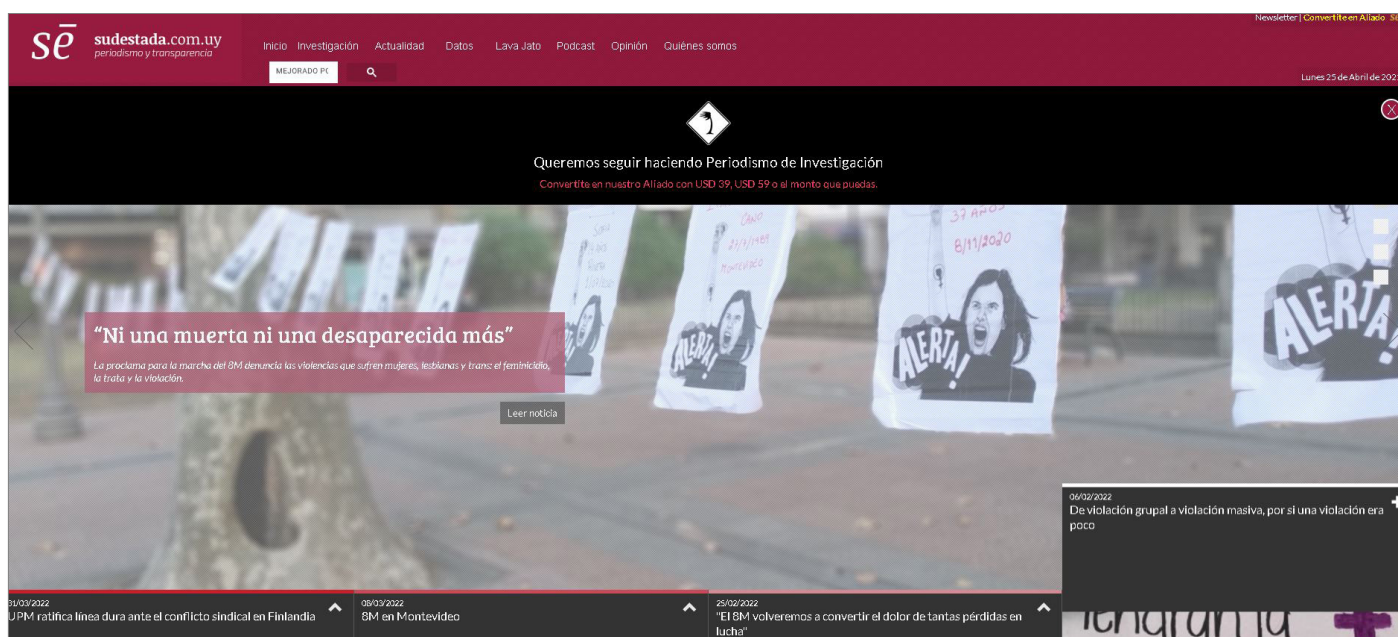 Newsletter | Convertite en Aliado
sē
sudestada.com.uy
periodismo y transparencia
Inicio Investigación Actualidad Datos Lava Jato Podcast Opinión Quiénes somos
MEJORADO
Lunes 25 de Abril de
X
Queremos seguir haciendo Periodismo de Investigación
Convertite en nuestro Aliado con USD 39, USD 59 o el monto que puedas.
CANO
MONTEVIDEO
37 AÑOS
8/11/2020
ALERTA!
ALERTA!
ALERTA
“Ni una muerta ni una desaparecida más”
La proclama para la marcha del 8M denuncia las violencias que sufren mujeres, lesbianas y trans: el feminicidio,
la trata y la violación.
Leer noticia
06/02/2022
De violación grupal a violación masiva, por si una violación era
poco
31/03/2022
UPM ratifica línea dura ante el conflicto sindical en Finlandia
08/03/2022
8M en Montevideo
25/02/2022
"El 8M volveremos a convertir el dolor de tantas pérdidas en
lucha"